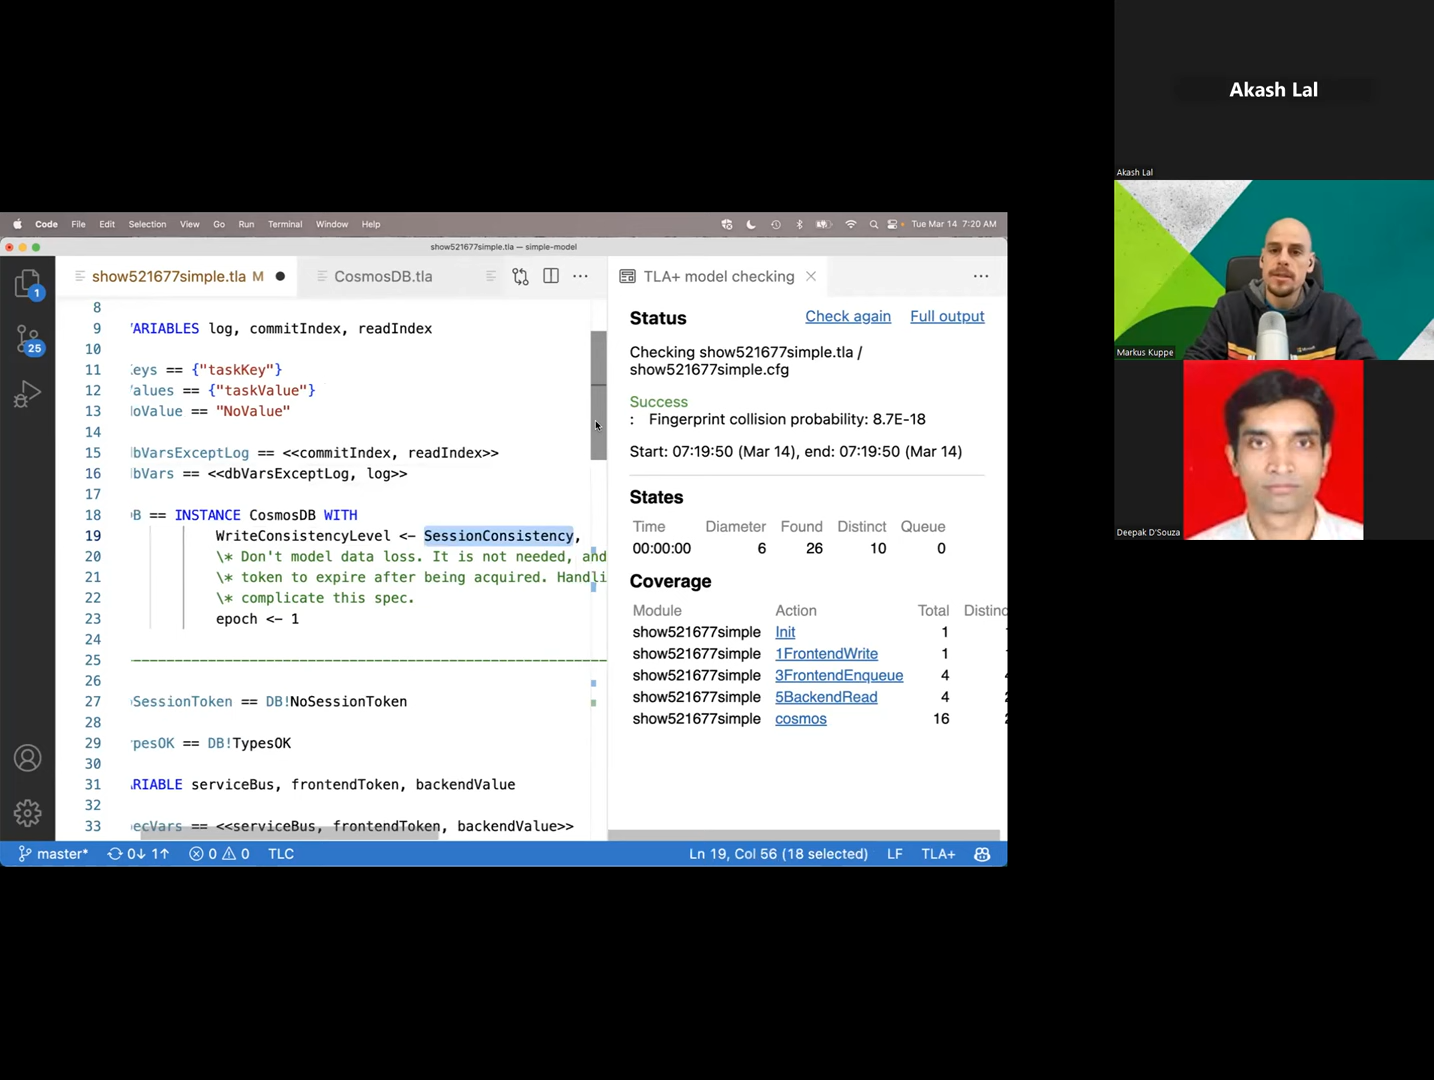 Akash Lal
Akash Lal
Markus Kuppe
Deepak D'Souza
Code File Edit Selection View Go Run Terminal Window Help Tue Mar 14 7:20 AM
show521677simple.tla — simple-model
show521677simple.tla M CosmosDB.tla
1
25
8
9 ARIABLES log, commitIndex, readIndex
10
11 eys == {"taskKey"}
12 alues == {"taskValue"}
13 oValue == "NoValue"
14
15 bVarsExceptLog == <<commitIndex, readIndex>>
16 bVars == <<dbVarsExceptLog, log>>
17
18 B == INSTANCE CosmosDB WITH
19 WriteConsistencyLevel <- SessionConsistency,
20 \* Don't model data loss. It is not needed, and
21 \* token to expire after being acquired. Handli
22 \* complicate this spec.
23 epoch <- 1
24
25 --------------------------------------------------
26
27 SessionToken == DB!NoSessionToken
28
29 ypesOK == DB!TypesOK
30
31 RIABLE serviceBus, frontendToken, backendValue
32
33 ecVars == <<serviceBus, frontendToken, backendValue>>
TLA+ model checking
Status Check again Full output
Checking show521677simple.tla /
show521677simple.cfg
Success
: Fingerprint collision probability: 8.7E-18
Start: 07:19:50 (Mar 14), end: 07:19:50 (Mar 14)
States
Time Diameter Found Distinct Queue
00:00:00 6 26 10 0
Coverage
Module Action Total Distinc
show521677simple Init 1
show521677simple 1FrontendWrite 1
show521677simple 3FrontendEnqueue 4
show521677simple 5BackendRead 4
show521677simple cosmos 16
master* 0↓ 1↑ 0 0 TLC Ln 19, Col 56 (18 selected) LF TLA+